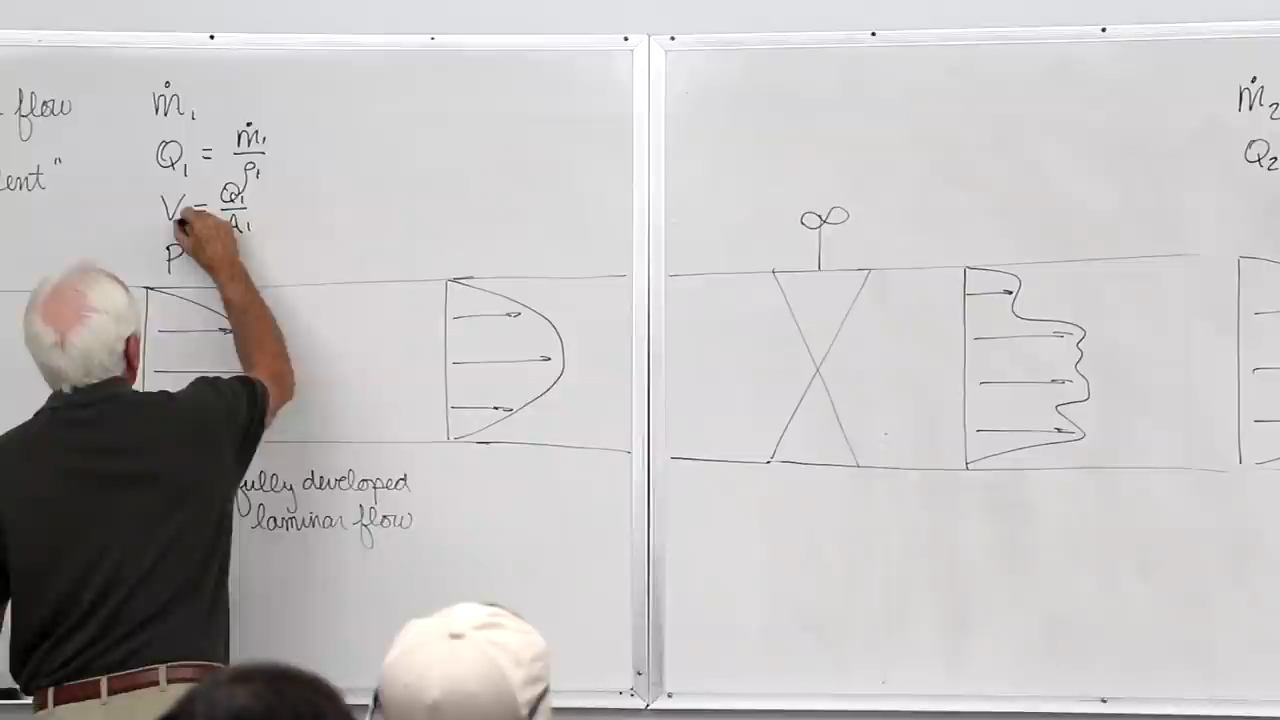 flow
ent"
ṁ₁
Q₁ = ṁ₁/ρ₁
V = Q₁/A₁
P
fully developed
laminar flow
ṁ₂
Q₂